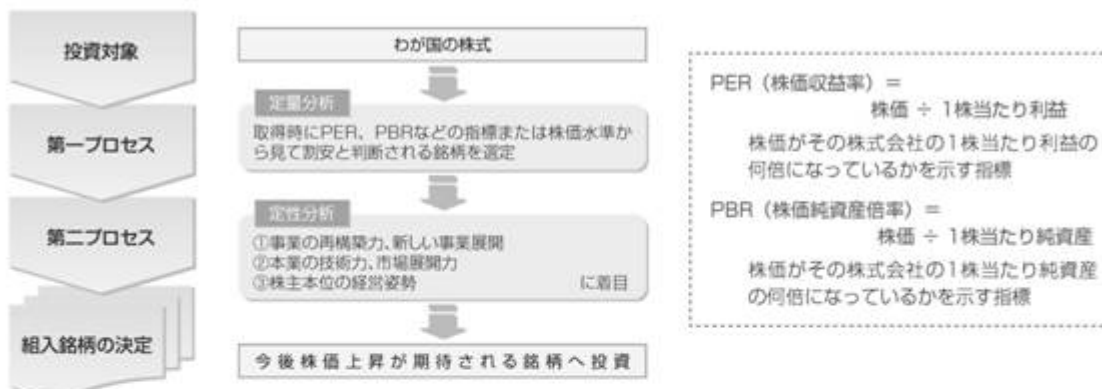 投資対象
わが国の株式
第一プロセス
定量分析
取得時にPER、PBRなどの指標または株価水準か
ら見て割安と判断される銘柄を選定
第二プロセス
定性分析
①事業の再構築力、新しい事業展開
②本業の技術力、市場展開力
③株主本位の経営姿勢 に着目
組入銘柄の決定
今後株価上昇が期待される銘柄へ投資
PER（株価収益率）＝
株価 ÷ 1株当たり利益
株価がその株式会社の1株当たり利益の
何倍になっているかを示す指標
PBR（株価純資産倍率）＝
株価 ÷ 1株当たり純資産
株価がその株式会社の1株当たり純資産
の何倍になっているかを示す指標